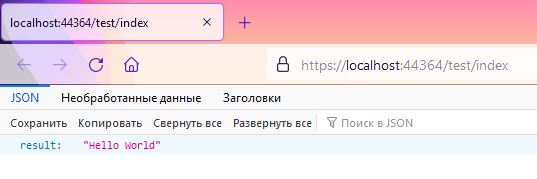 localhost:44364/test/index
https://localhost:44364/test/index
JSON Необработанные данные Заголовки
Сохранить Копировать Свернуть все Развернуть все Поиск в JSON
result: "Hello World"